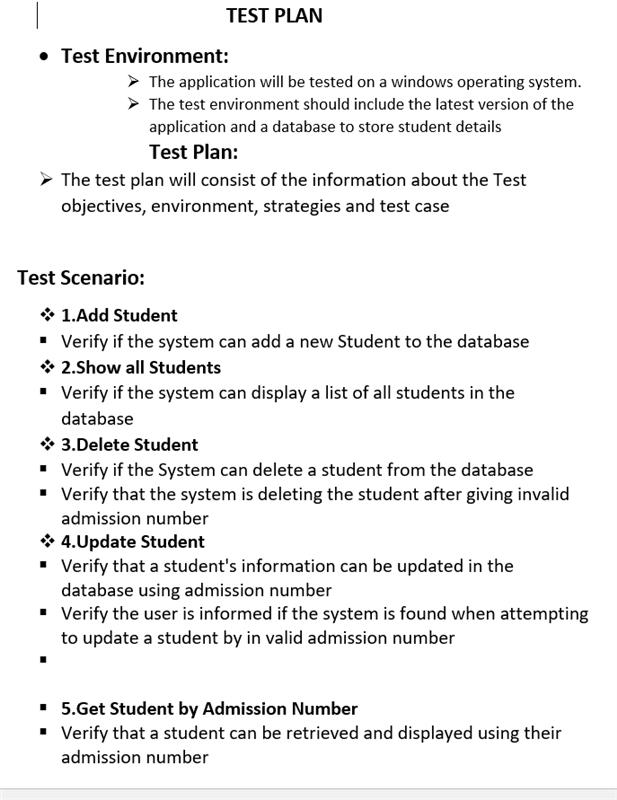 TEST PLAN
• Test Environment:
➢ The application will be tested on a windows operating system.
➢ The test environment should include the latest version of the
application and a database to store student details
Test Plan:
➢ The test plan will consist of the information about the Test
objectives, environment, strategies and test case
Test Scenario:
❖ 1.Add Student
▪ Verify if the system can add a new Student to the database
❖ 2.Show all Students
▪ Verify if the system can display a list of all students in the
database
❖ 3.Delete Student
▪ Verify if the System can delete a student from the database
▪ Verify that the system is deleting the student after giving invalid
admission number
❖ 4.Update Student
▪ Verify that a student's information can be updated in the
database using admission number
▪ Verify the user is informed if the system is found when attempting
to update a student by in valid admission number
▪
▪ 5.Get Student by Admission Number
▪ Verify that a student can be retrieved and displayed using their
admission number